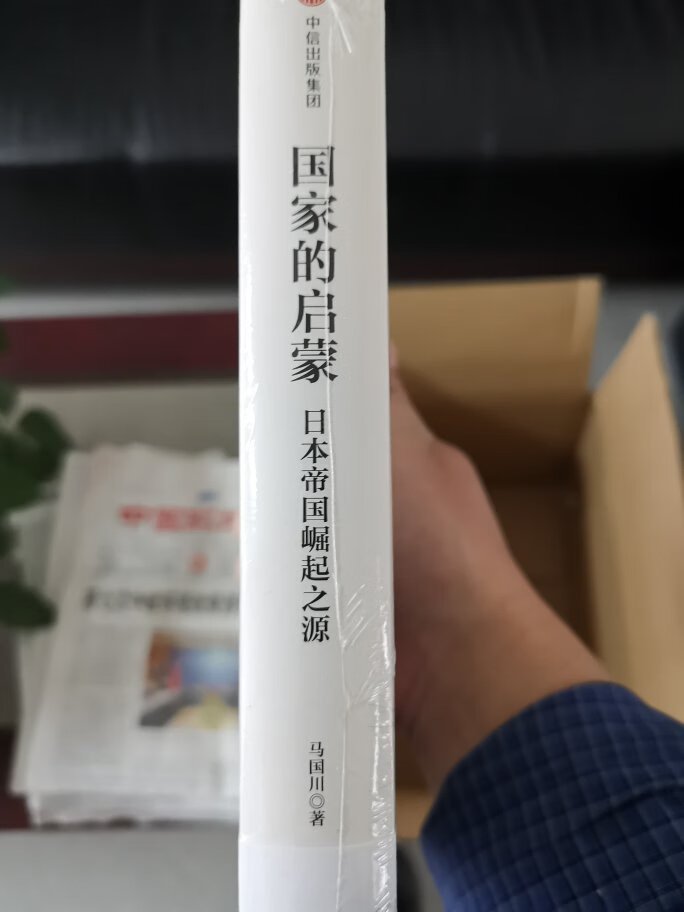 中信出版集团
国家的启蒙
日本帝国崛起之源
马国川◎著